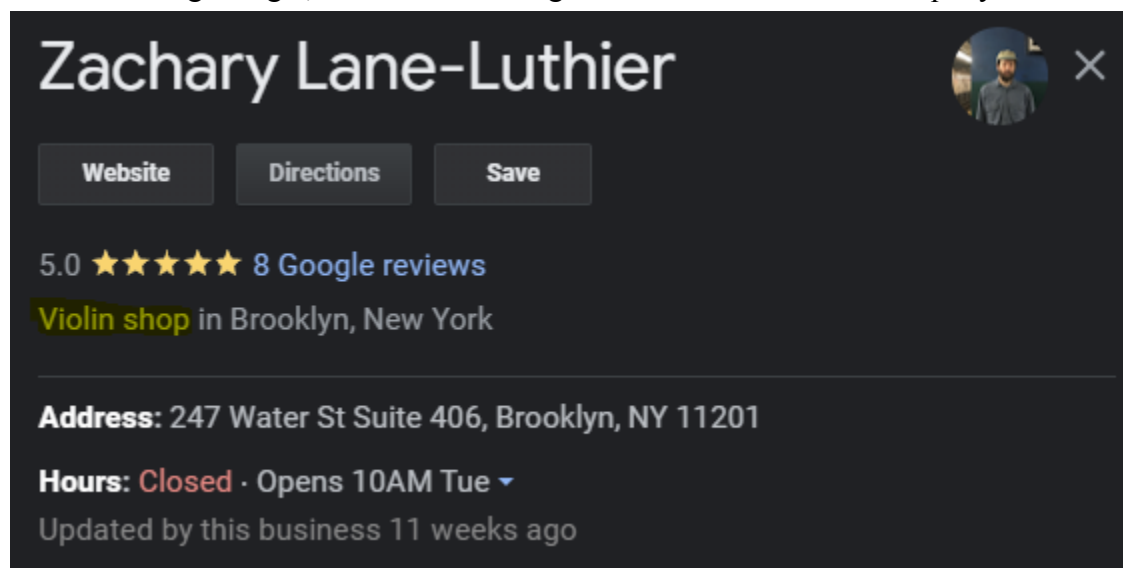 Zachary Lane-Luthier
Website Directions Save
5.0 8 Google reviews
Violin shop in Brooklyn, New York
Address: 247 Water St Suite 406, Brooklyn, NY 11201
Hours: Closed · Opens 10AM Tue
Updated by this business 11 weeks ago